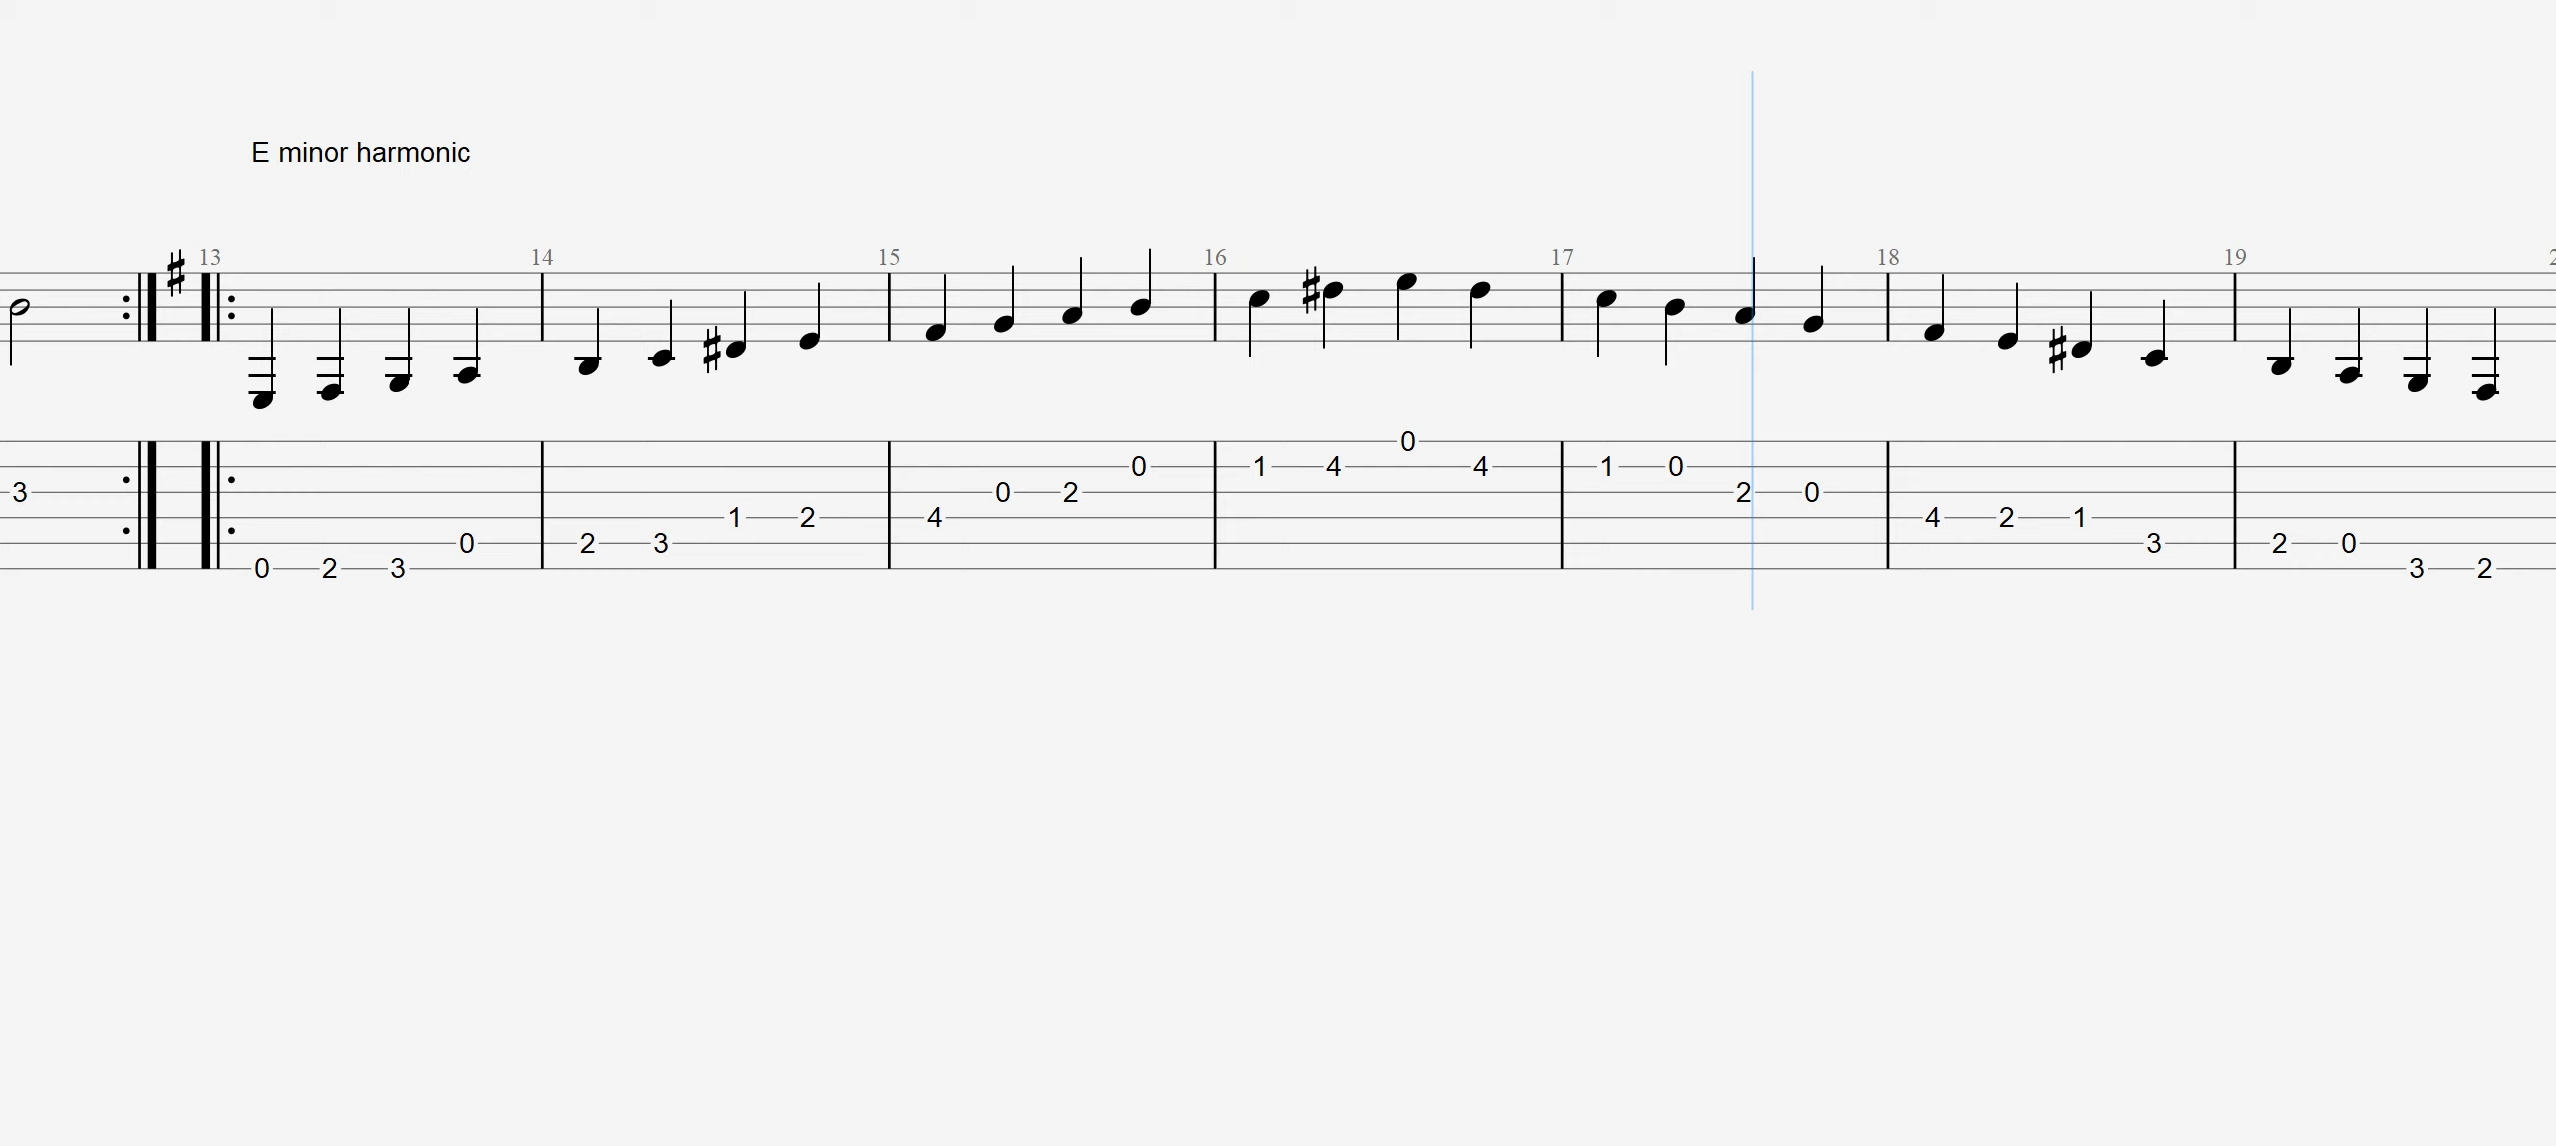 E minor harmonic
13 14 15 16 17 18 19
0
0 1 4 4 1 0
3 0 2 2 0
1 2 4 4 2 1
0 2 3 3 2 0
0 2 3 3 2